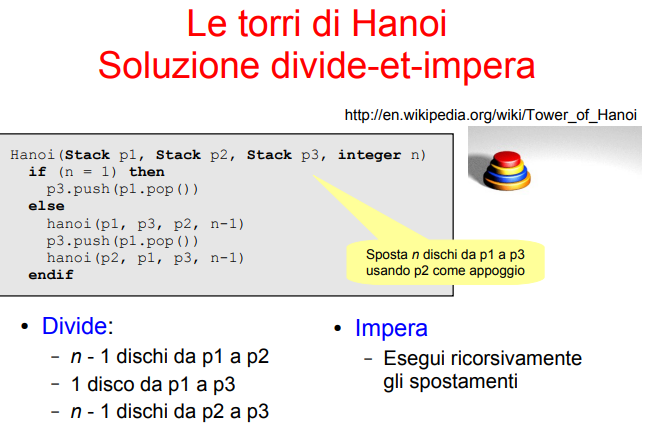 Le torri di Hanoi
Soluzione divide-et-impera
http://en.wikipedia.org/wiki/Tower_of_Hanoi
Hanoi(Stack p1, Stack p2, Stack p3, integer n)
if (n = 1) then
p3.push(p1.pop())
else
hanoi(p1, p3, p2, n-1)
p3.push(p1.pop())
hanoi(p2, p1, p3, n-1)
endif
Sposta n dischi da p1 a p3
usando p2 come appoggio
• Divide:
– n - 1 dischi da p1 a p2
– 1 disco da p1 a p3
– n - 1 dischi da p2 a p3
• Impera
– Esegui ricorsivamente
gli spostamenti